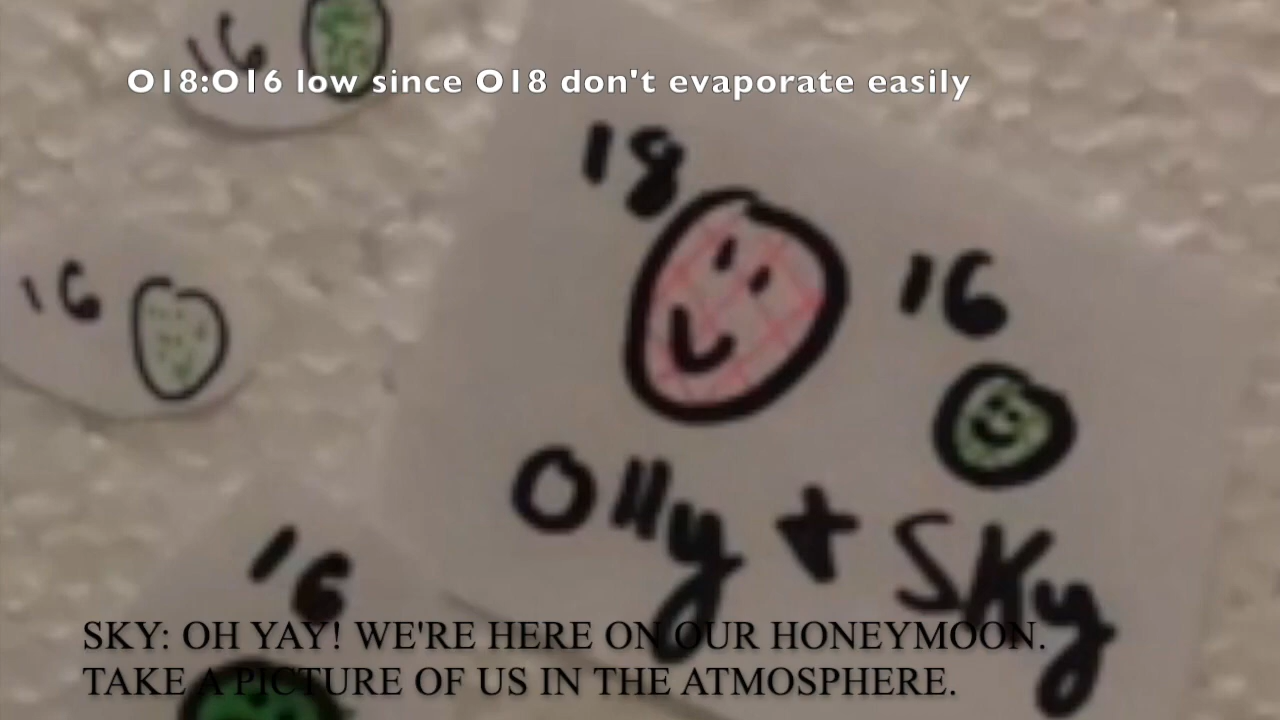 16
O18:O16 low since O18 don't evaporate easily
18
16
16
Olly + Sky
16
SKY: OH YAY! WE'RE HERE ON OUR HONEYMOON.
TAKE A PICTURE OF US IN THE ATMOSPHERE.